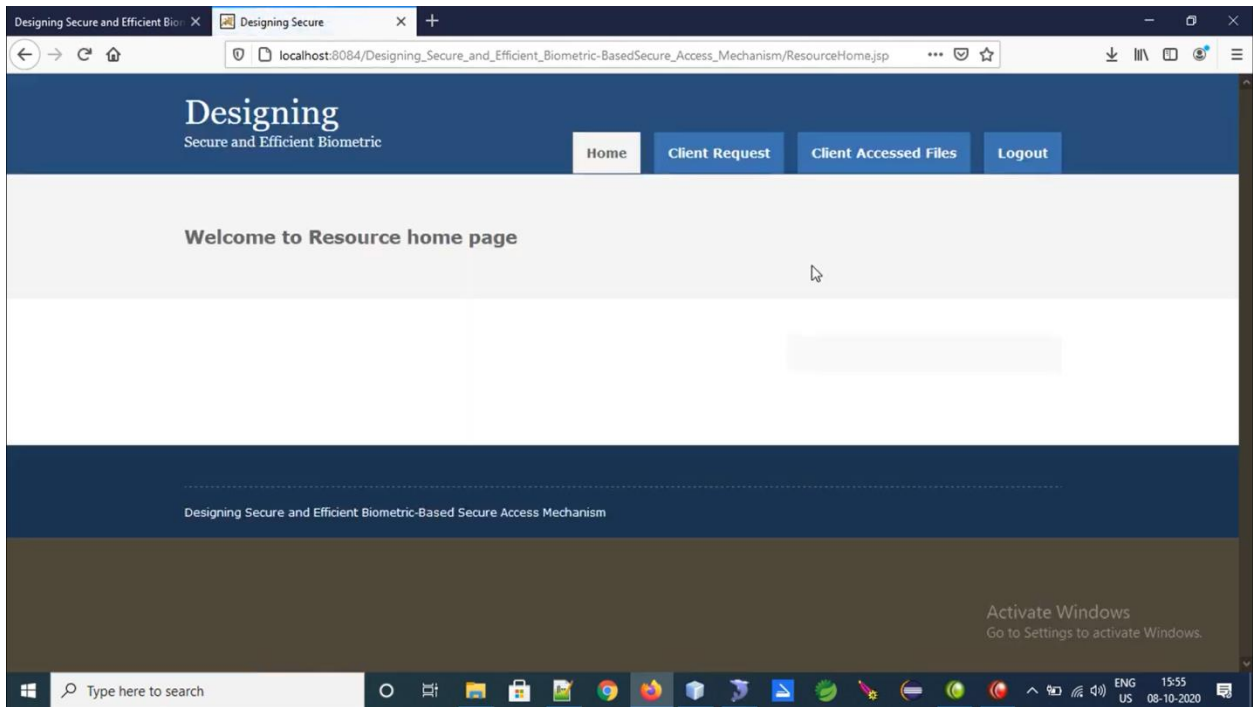 Designing Secure and Efficient Bion
Designing Secure
localhost:8084/Designing_Secure_and_Efficient_Biometric-BasedSecure_Access_Mechanism/ResourceHome.jsp
Designing
Secure and Efficient Biometric
Home
Client Request
Client Accessed Files
Logout
Welcome to Resource home page
Designing Secure and Efficient Biometric-Based Secure Access Mechanism
Activate Windows
Go to Settings to activate Windows.
Type here to search
ENG
US
15:55
08-10-2020